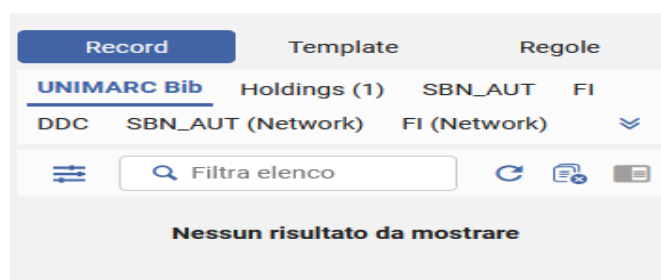 Record Template Regole
UNIMARC Bib Holdings (1) SBN_AUT FI
DDC SBN_AUT (Network) FI (Network)
Filtra elenco
Nessun risultato da mostrare